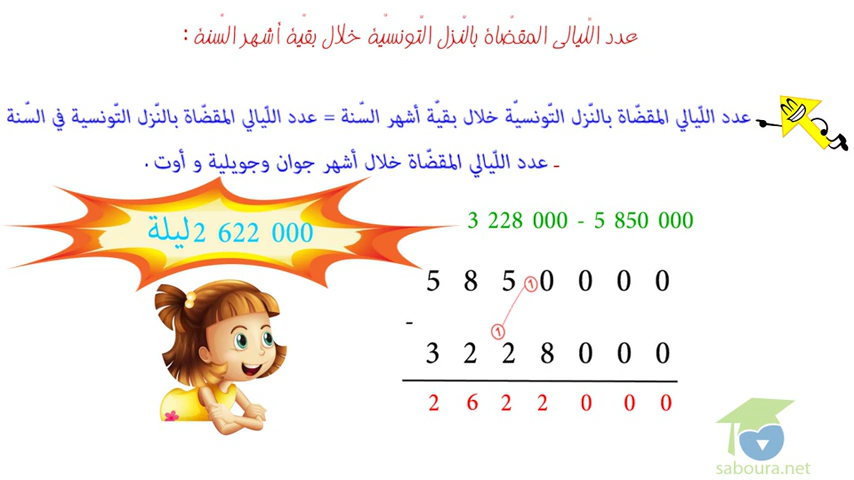 عدد اللّيالي المقضّاة بالنّزل التّونسيّة خلال بقيّة أشهر السّنة :
عدد اللّيالي المقضّاة بالنّزل التّونسيّة خلال بقيّة أشهر السّنة = عدد اللّيالي المقضّاة بالنّزل التّونسية في السّنة
- عدد اللّيالي المقضّاة خلال أشهر جوان وجويلية و أوت .
3 228 000 - 5 850 000
2 622 000 ليلة
5 8 5 ① 0 0 0 0
- ①
3 2 2 8 0 0 0
2 6 2 2 0 0 0
saboura.net